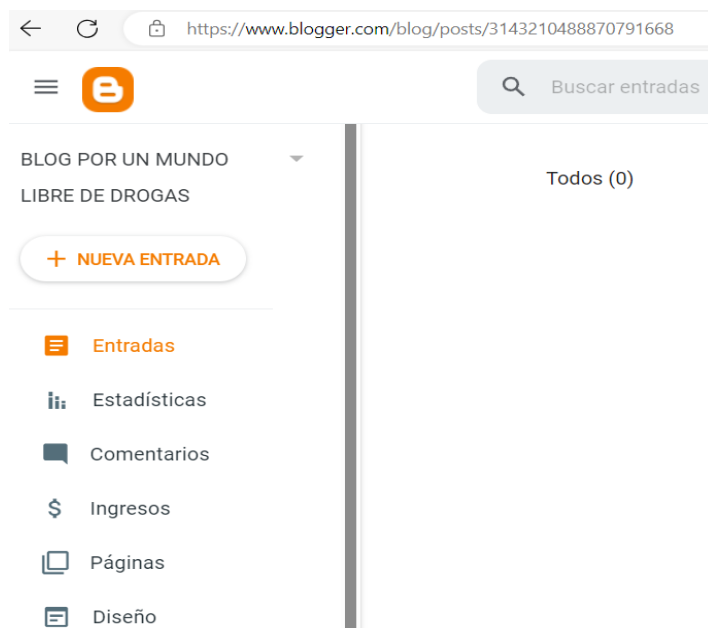 https://www.blogger.com/blog/posts/3143210488870791668
Buscar entradas
BLOG POR UN MUNDO
LIBRE DE DROGAS
Todos (0)
+ NUEVA ENTRADA
Entradas
Estadísticas
Comentarios
$ Ingresos
Páginas
Diseño